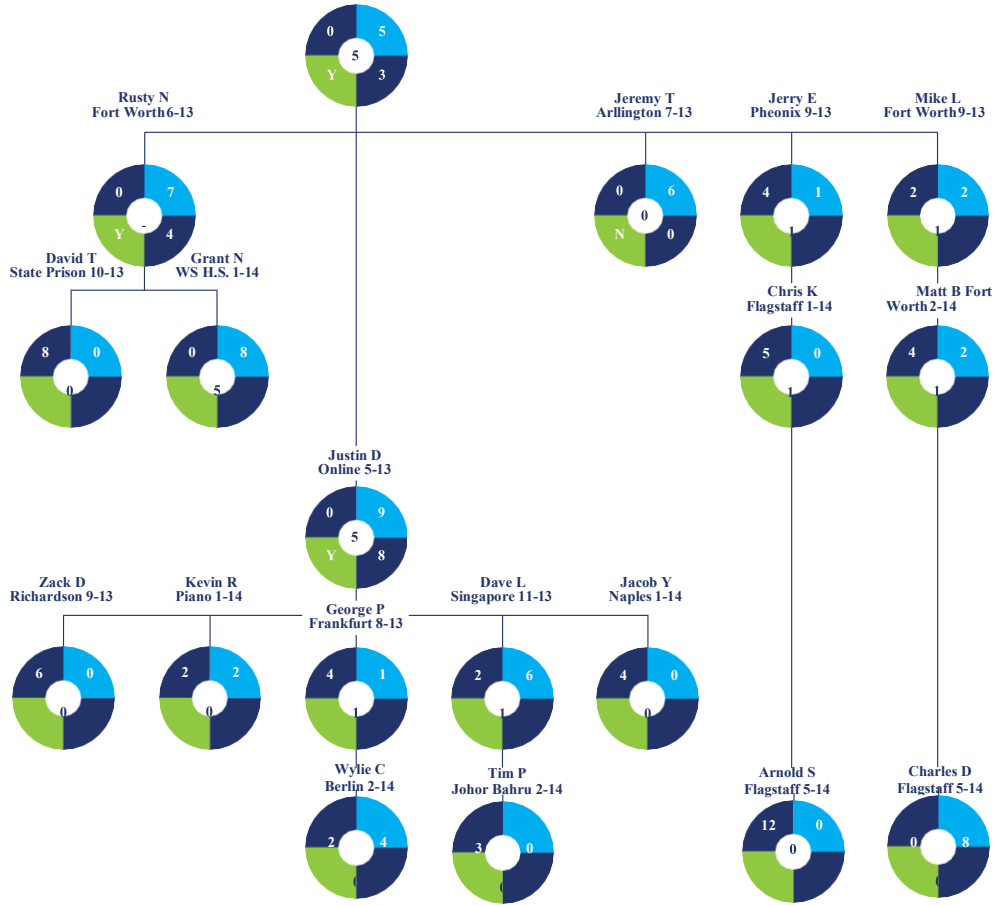 0 5
5
Y 3
Rusty N
Fort Worth 6-13
Jeremy T
Arllington 7-13
Jerry E
Pheonix 9-13
Mike L
Fort Worth 9-13
0 7
-
Y 4
0 6
0
N 0
4 1
1
2 2
1
David T
State Prison 10-13
Grant N
WS H.S. 1-14
Chris K
Flagstaff 1-14
Matt B Fort
Worth 2-14
8 0
0
0 8
5
5 0
1
4 2
1
Justin D
Online 5-13
0 9
5
Y 8
Zack D
Richardson 9-13
Kevin R
Piano 1-14
George P
Frankfurt 8-13
Dave L
Singapore 11-13
Jacob Y
Naples 1-14
6 0
0
2 2
0
4 1
1
2 6
1
4 0
0
Wylie C
Berlin 2-14
Tim P
Johor Bahru 2-14
Arnold S
Flagstaff 5-14
Charles D
Flagstaff 5-14
2 4
3 0
12 0
0
0 8